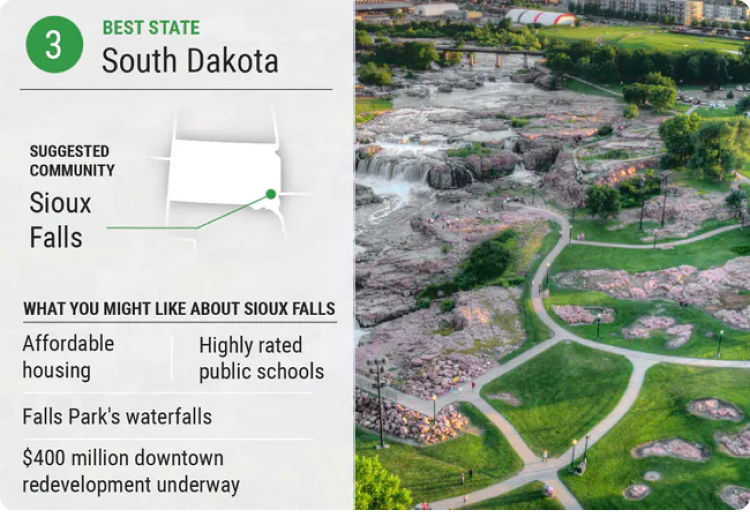 3
BEST STATE
South Dakota
SUGGESTED
COMMUNITY
Sioux
Falls
WHAT YOU MIGHT LIKE ABOUT SIOUX FALLS
Affordable
housing
Highly rated
public schools
Falls Park's waterfalls
$400 million downtown
redevelopment underway